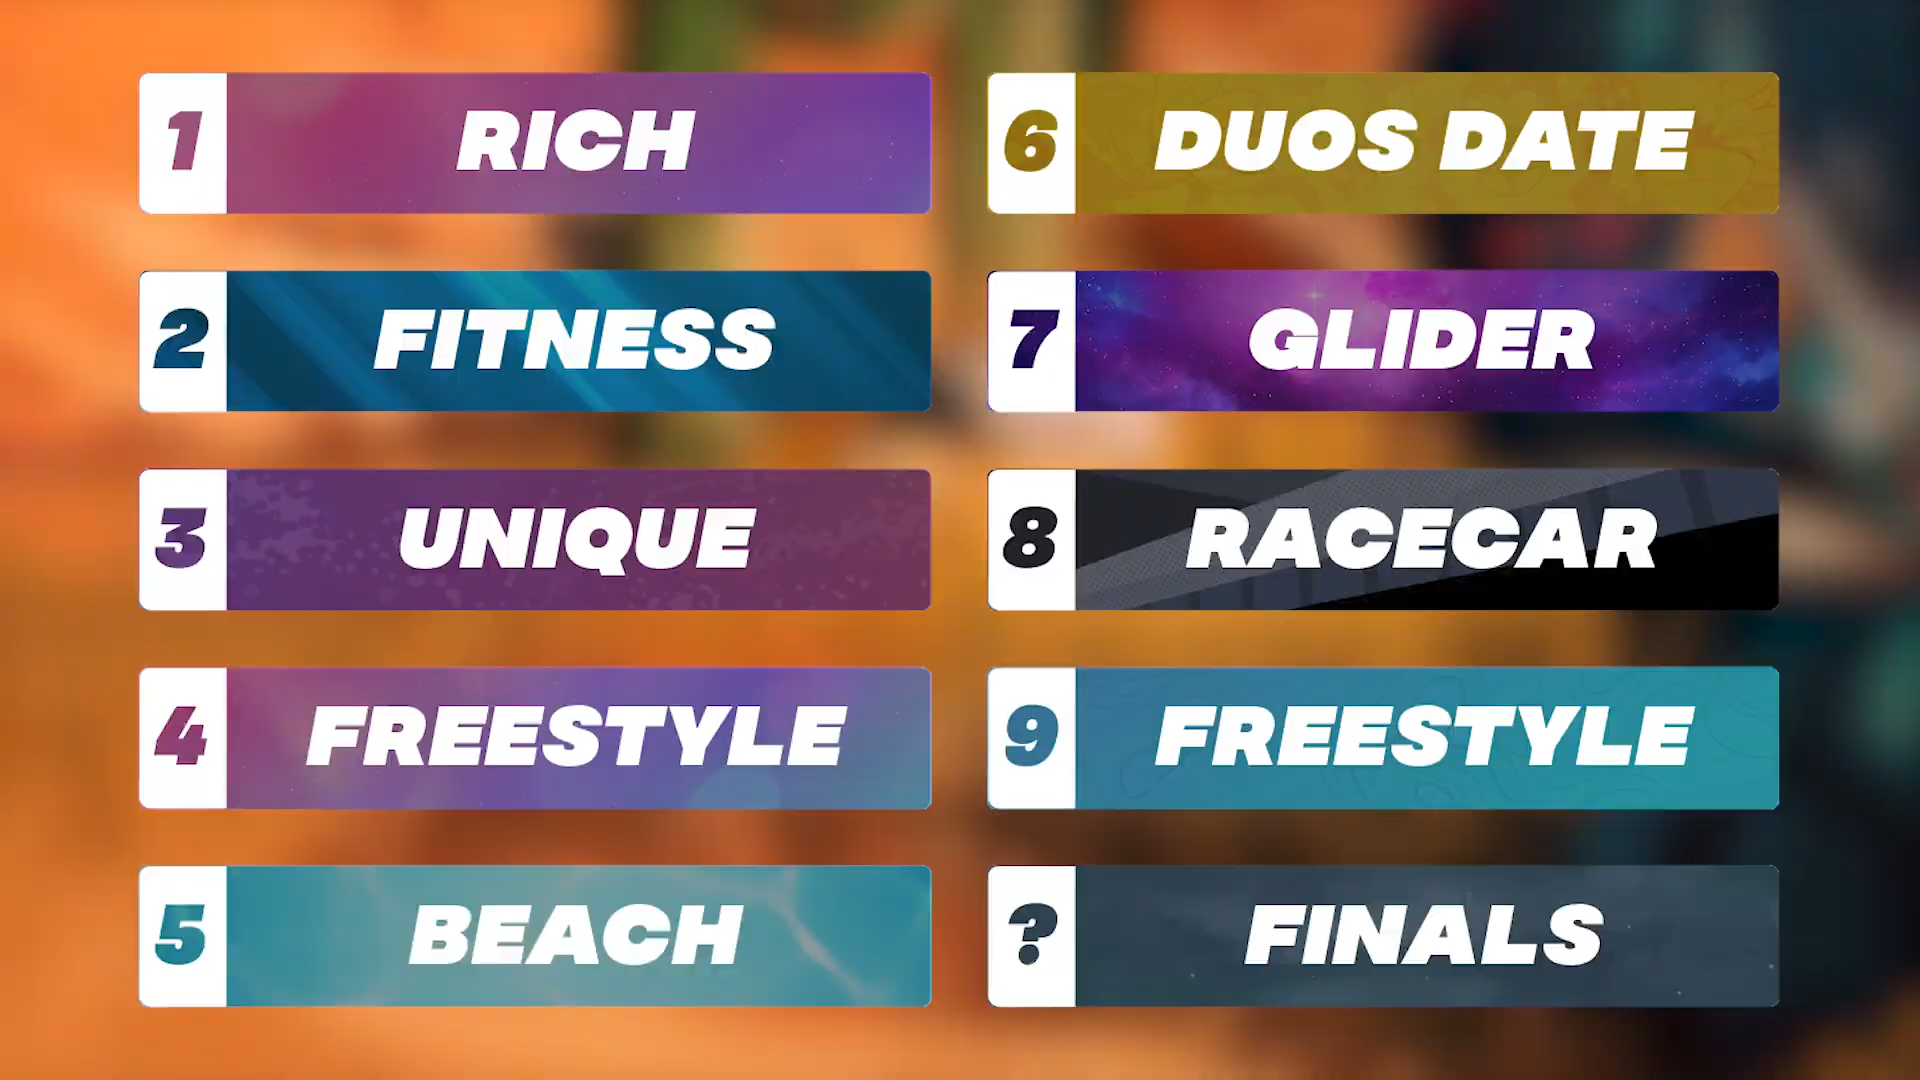 1 RICH
2 FITNESS
3 UNIQUE
4 FREESTYLE
5 BEACH
6 DUOS DATE
7 GLIDER
8 RACECAR
9 FREESTYLE
? FINALS